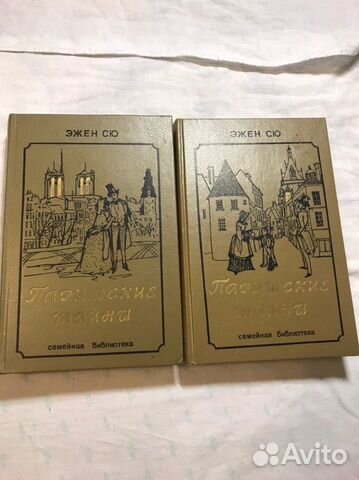 ЭЖЕН СЮ
Парижские
тайны
семейная библиотека
ЭЖЕН СЮ
Парижские
тайны
семейная библиотека
Avito